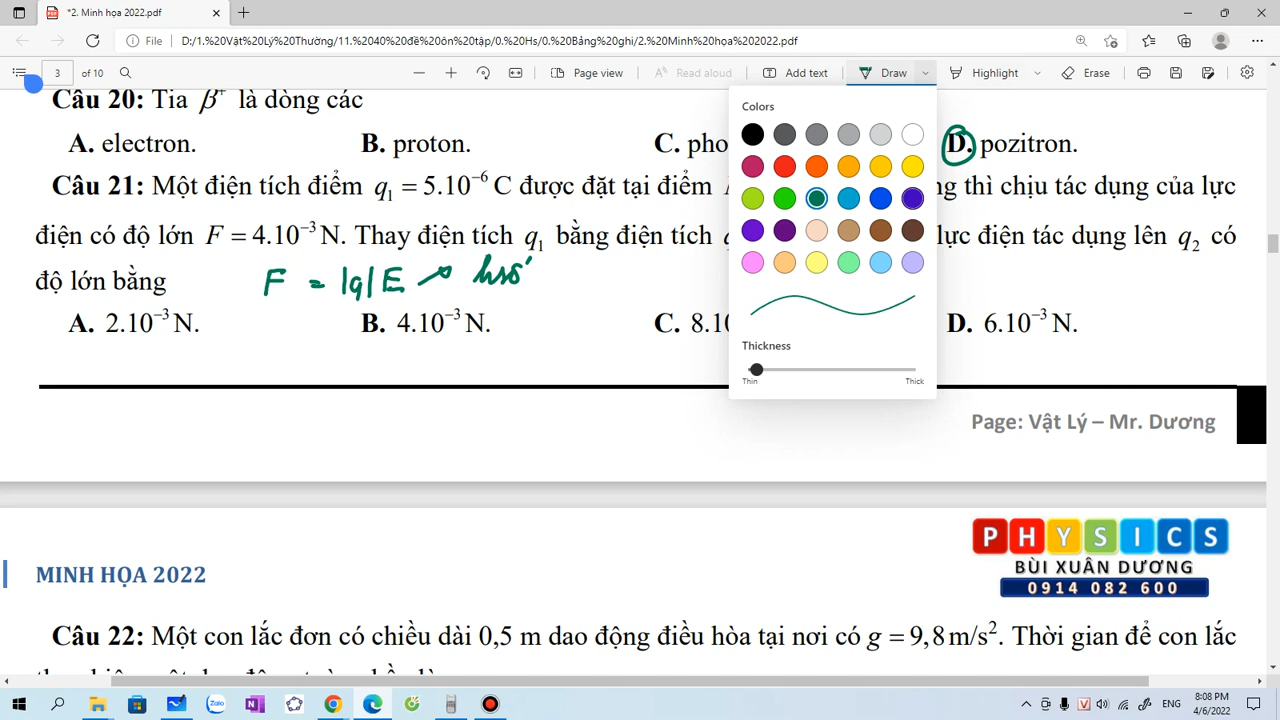 *2. Minh họa 2022.pdf
File D:/1.%20Vật%20Lý%20Thường/11.%2040%20đề%20ôn%20tập/0.%20Hs/0.%20Bảng%20ghi/2.%20Minh%20họa%202022.pdf
3 of 10 Page view Read aloud Add text Draw Highlight Erase
Câu 20: Tia β⁺ là dòng các
A. electron. B. proton. C. pho D. pozitron.
Câu 21: Một điện tích điểm q₁ = 5.10⁻⁶ C được đặt tại điểm ng thì chịu tác dụng của lực
điện có độ lớn F = 4.10⁻³ N. Thay điện tích q₁ bằng điện tích lực điện tác dụng lên q₂ có
độ lớn bằng F = |q|E
A. 2.10⁻³ N. B. 4.10⁻³ N. C. 8.10 D. 6.10⁻³ N.
Colors
Thickness
Thin Thick
Page: Vật Lý – Mr. Dương
PHYSICS
BÙI XUÂN DƯƠNG
0914 082 600
MINH HỌA 2022
Câu 22: Một con lắc đơn có chiều dài 0,5 m dao động điều hòa tại nơi có g = 9,8 m/s². Thời gian để con lắc
Zalo ENG 8:08 PM
4/6/2022